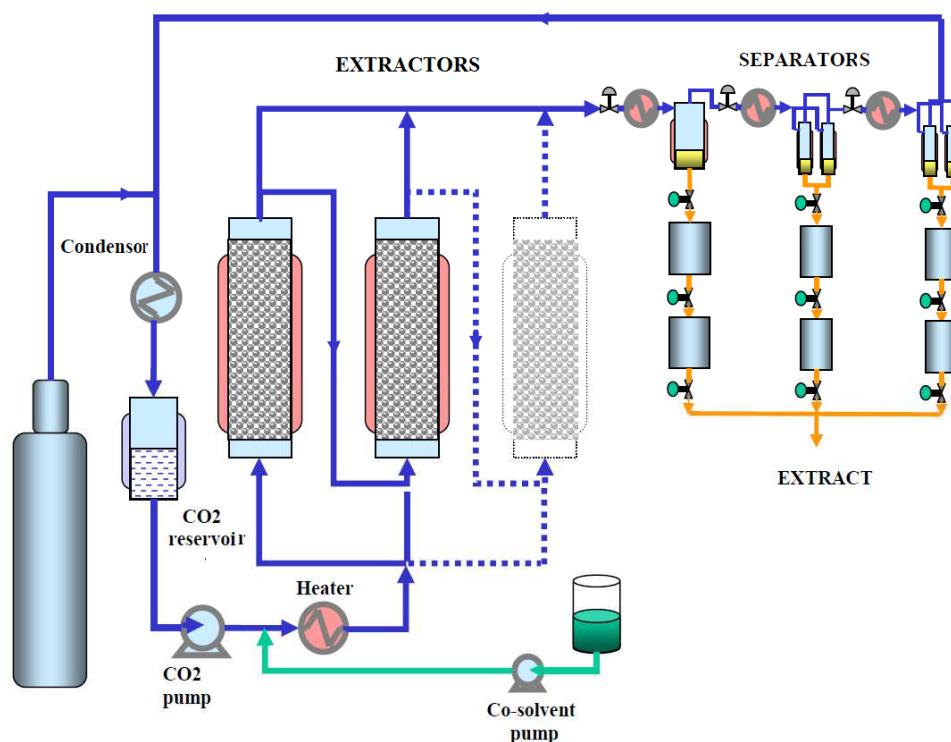 EXTRACTORS
SEPARATORS
Condensor
CO2
reservoir
EXTRACT
Heater
CO2
pump
Co-solvent
pump